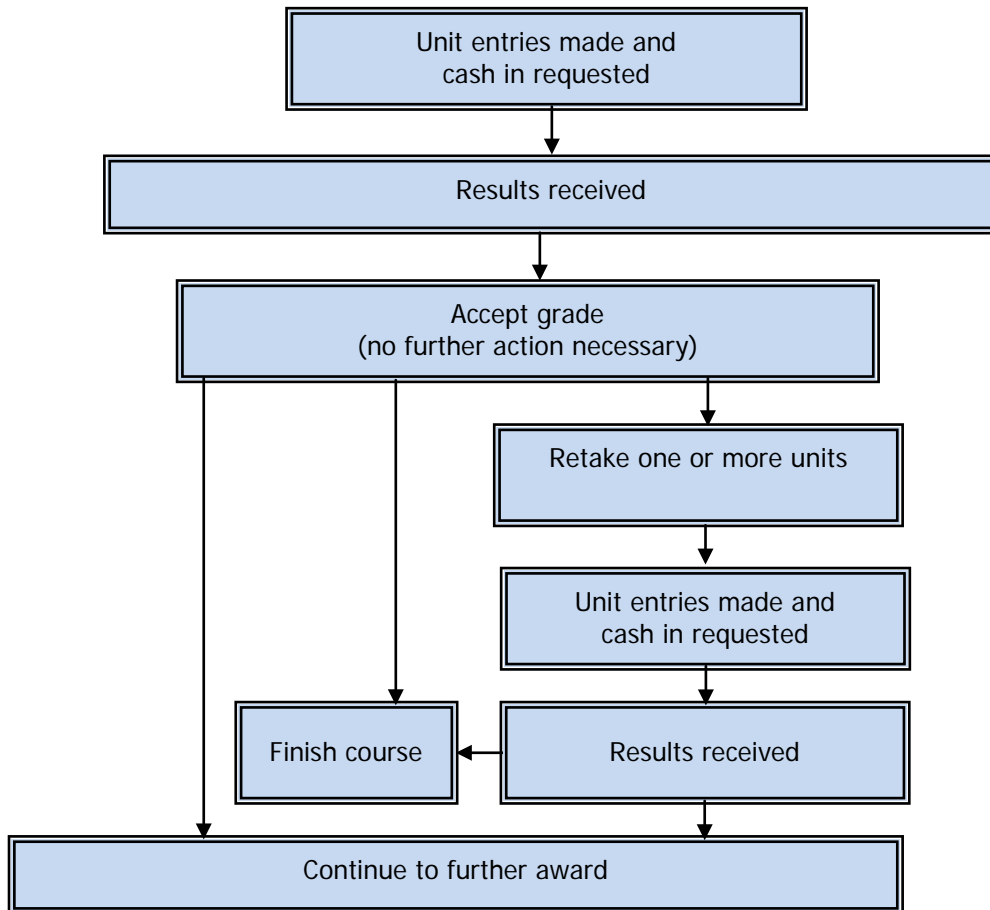 Unit entries made and
cash in requested
Results received
Accept grade
(no further action necessary)
Retake one or more units
Unit entries made and
cash in requested
Finish course
Results received
Continue to further award